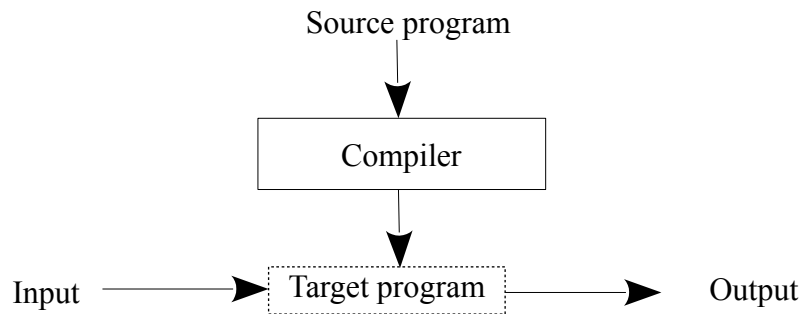 Source program
Compiler
Target program
Input
Output